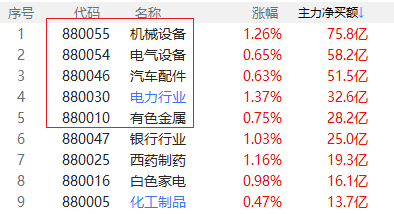 序号 代码 名称 涨幅 主力净买额↓
1 880055 机械设备 1.26% 75.8亿
2 880054 电气设备 0.65% 58.2亿
3 880046 汽车配件 0.63% 51.5亿
4 880030 电力行业 1.37% 32.6亿
5 880010 有色金属 0.75% 28.2亿
6 880047 银行行业 1.03% 25.0亿
7 880025 西药制药 1.16% 19.3亿
8 880016 白色家电 0.98% 16.1亿
9 880005 化工制品 0.47% 13.7亿